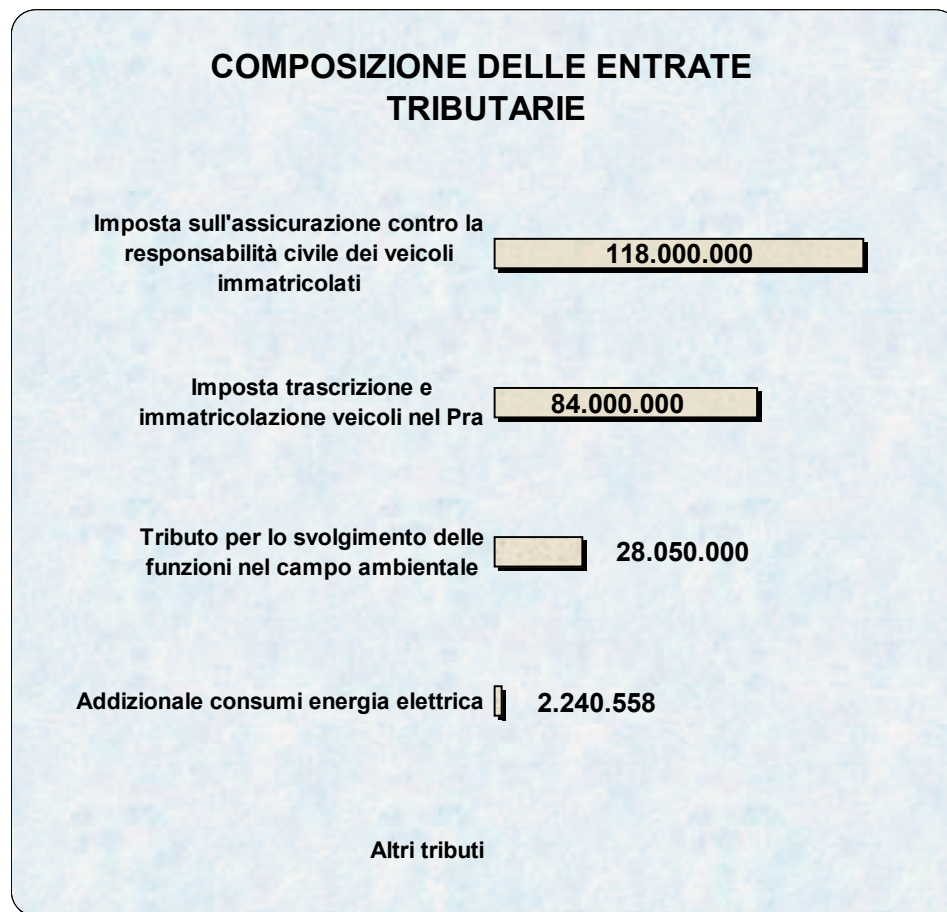 COMPOSIZIONE DELLE ENTRATE
TRIBUTARIE
Imposta sull'assicurazione contro la
responsabilità civile dei veicoli
immatricolati
118.000.000
Imposta trascrizione e
immatricolazione veicoli nel Pra
84.000.000
Tributo per lo svolgimento delle
funzioni nel campo ambientale
28.050.000
Addizionale consumi energia elettrica
2.240.558
Altri tributi